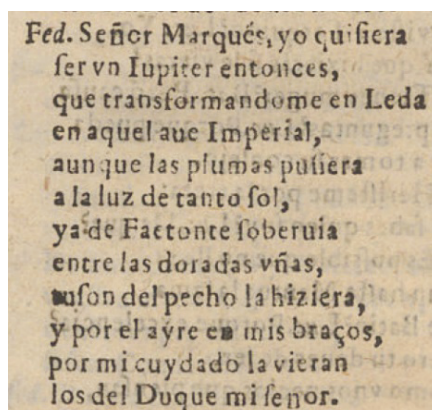 Fed. Señor Marqués, yo quisiera
ser vn Iupiter entonces,
que transformandome en Leda
en aquel aue Imperial,
aunque las plumas pusiera
a la luz de tanto sol,
ya de Faetonte soberuia
entre las doradas vñas,
tuson del pecho la hiziera,
y por el ayre en mis braços,
por mi cuydado la vieran
los del Duque mi señor.